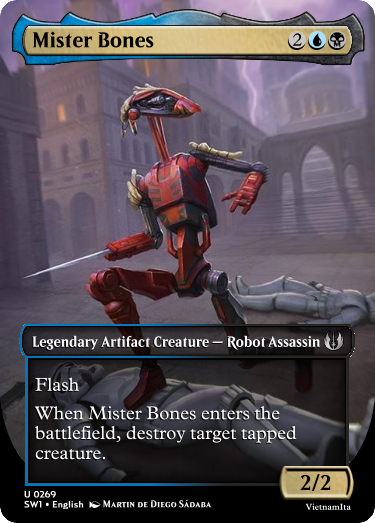 Mister Bones 2
Legendary Artifact Creature — Robot Assassin
Flash
When Mister Bones enters the
battlefield, destroy target tapped
creature.
2/2
U 0269
SW1 • English Martin de Diego Sádaba
VietnamIta